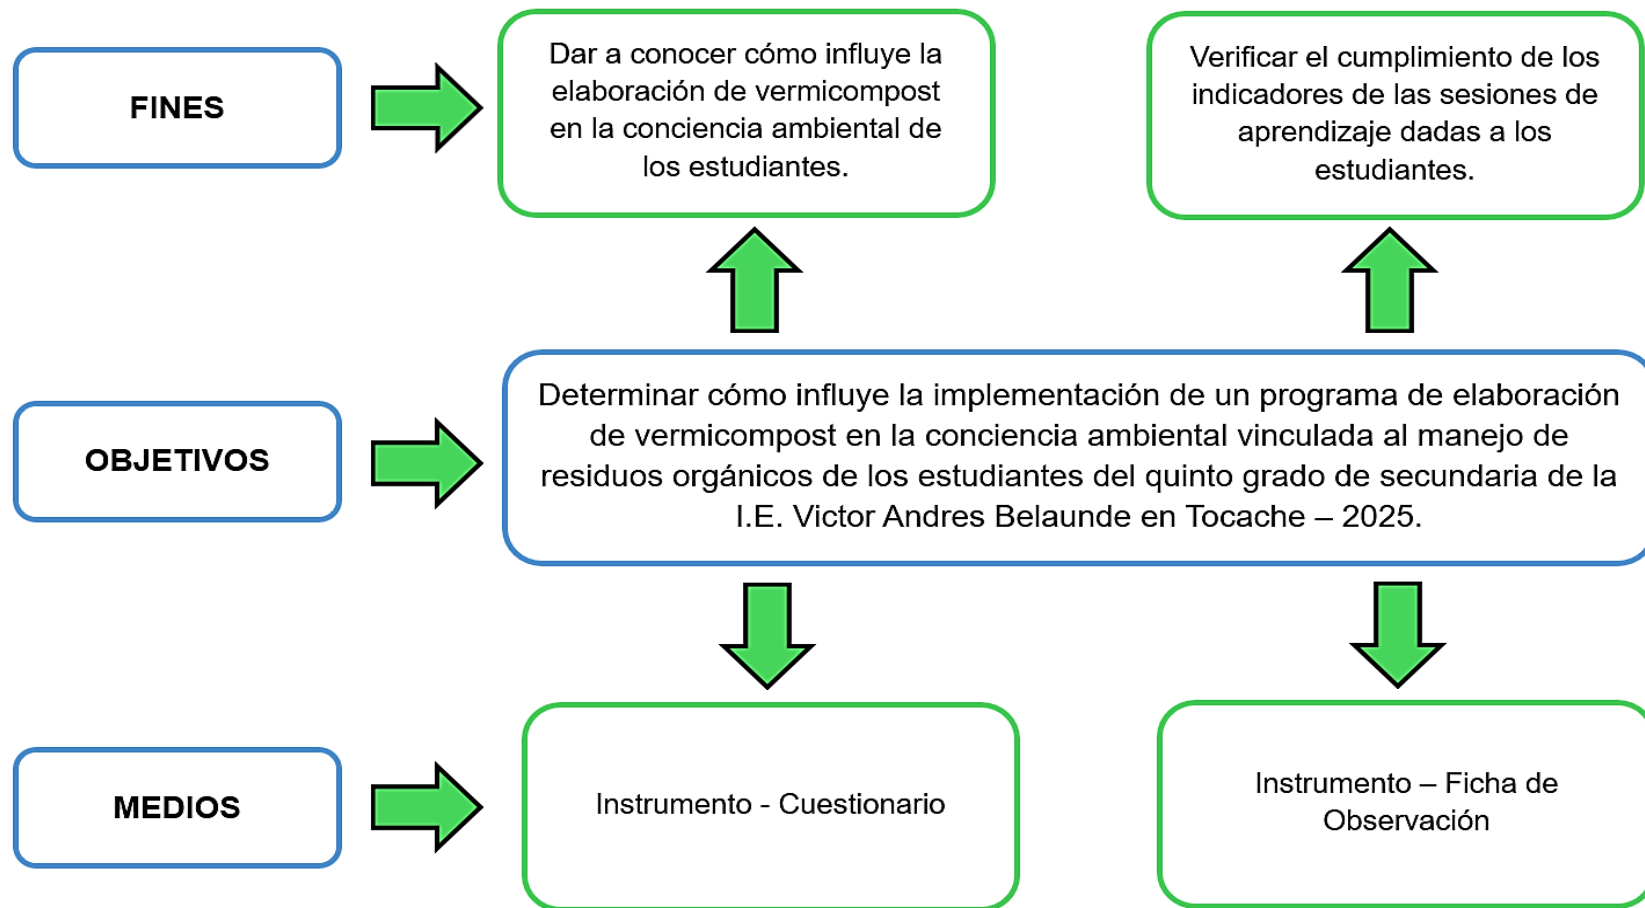 FINES
Dar a conocer cómo influye la
elaboración de vermicompost
en la conciencia ambiental de
los estudiantes.
Verificar el cumplimiento de los
indicadores de las sesiones de
aprendizaje dadas a los
estudiantes.
OBJETIVOS
Determinar cómo influye la implementación de un programa de elaboración
de vermicompost en la conciencia ambiental vinculada al manejo de
residuos orgánicos de los estudiantes del quinto grado de secundaria de la
I.E. Victor Andres Belaunde en Tocache – 2025.
MEDIOS
Instrumento - Cuestionario
Instrumento – Ficha de
Observación